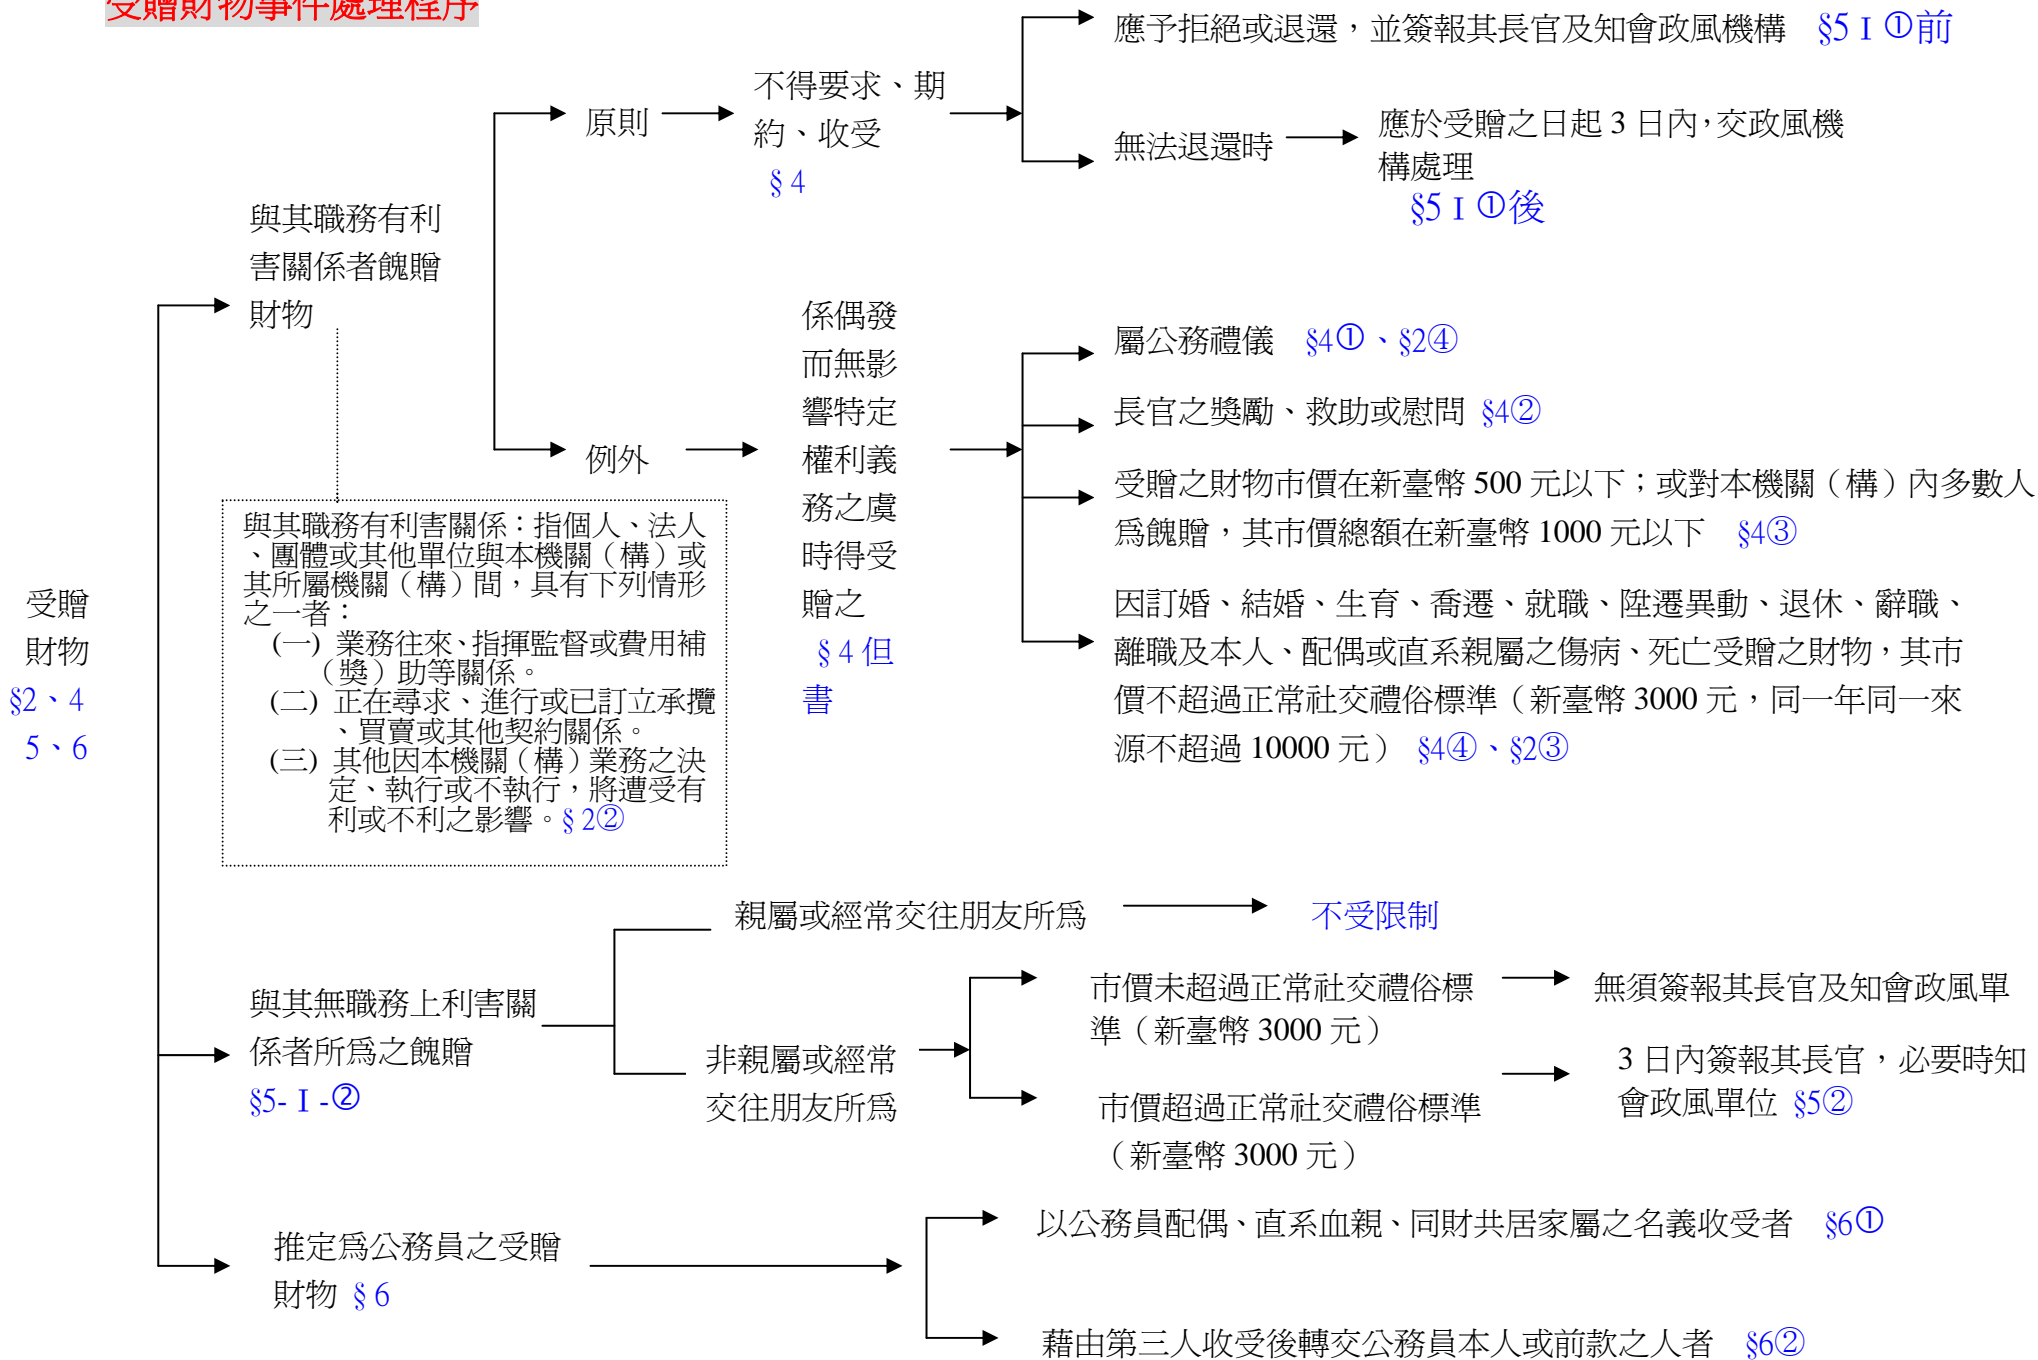 受贈財物事件處理程序
應予拒絕或退還，並簽報其長官及知會政風機構 §5 I ①前
原則
不得要求、期
約、收受
§ 4
無法退還時
應於受贈之日起 3 日內，交政風機
構處理
§5 I ①後
與其職務有利
害關係者餽贈
財物
例外
係偶發
而無影
響特定
權利義
務之虞
時得受
贈之
§ 4 但
書
屬公務禮儀 §4①、§2④
長官之獎勵、救助或慰問 §4②
受贈之財物市價在新臺幣 500 元以下；或對本機關（構）內多數人
為餽贈，其市價總額在新臺幣 1000 元以下 §4③
因訂婚、結婚、生育、喬遷、就職、陞遷異動、退休、辭職、
離職及本人、配偶或直系親屬之傷病、死亡受贈之財物，其市
價不超過正常社交禮俗標準（新臺幣 3000 元，同一年同一來
源不超過 10000 元） §4④、§2③
與其職務有利害關係：指個人、法人
、團體或其他單位與本機關（構）或
其所屬機關（構）間，具有下列情形
之一者：
(一) 業務往來、指揮監督或費用補
（獎）助等關係。
(二) 正在尋求、進行或已訂立承攬
、買賣或其他契約關係。
(三) 其他因本機關（構）業務之決
定、執行或不執行，將遭受有
利或不利之影響。§ 2②
受贈
財物
§2、4
5、6
與其無職務上利害關
係者所為之餽贈
§5- I -②
親屬或經常交往朋友所為
不受限制
非親屬或經常
交往朋友所為
市價未超過正常社交禮俗標
準（新臺幣 3000 元）
無須簽報其長官及知會政風單
市價超過正常社交禮俗標準
（新臺幣 3000 元）
3 日內簽報其長官，必要時知
會政風單位 §5②
推定為公務員之受贈
財物 § 6
以公務員配偶、直系血親、同財共居家屬之名義收受者 §6①
藉由第三人收受後轉交公務員本人或前款之人者 §6②